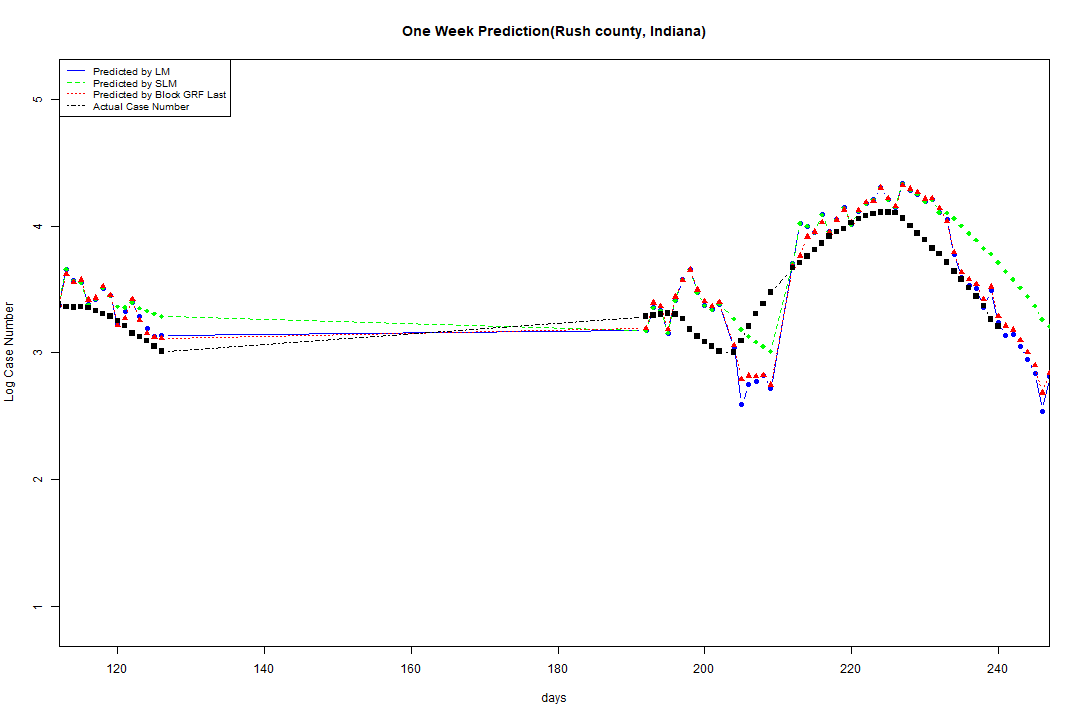 One Week Prediction(Rush county, Indiana)
Predicted by LM
Predicted by SLM
Predicted by Block GRF Last
Actual Case Number
5
4
3
2
1
Log Case Number
120 140 160 180 200 220 240
days